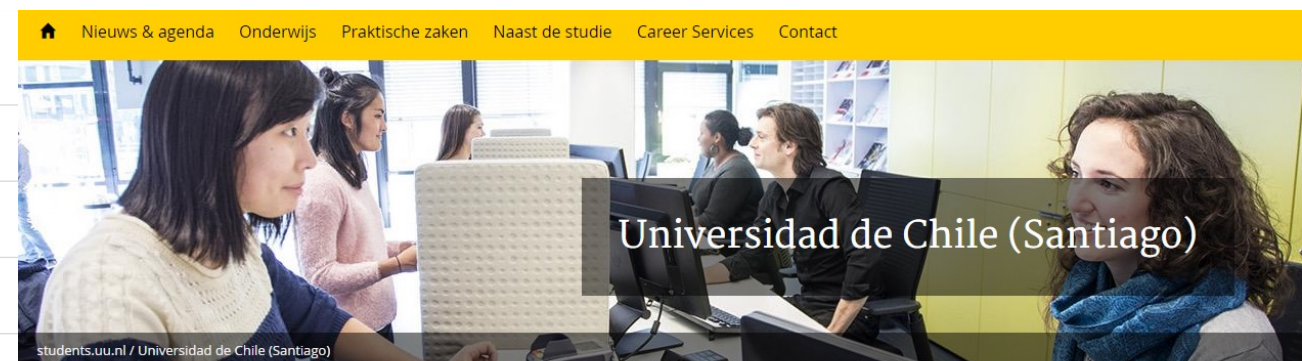 Nieuws & agenda Onderwijs Praktische zaken Naast de studie Career Services Contact
Universidad de Chile (Santiago)
students.uu.nl / Universidad de Chile (Santiago)